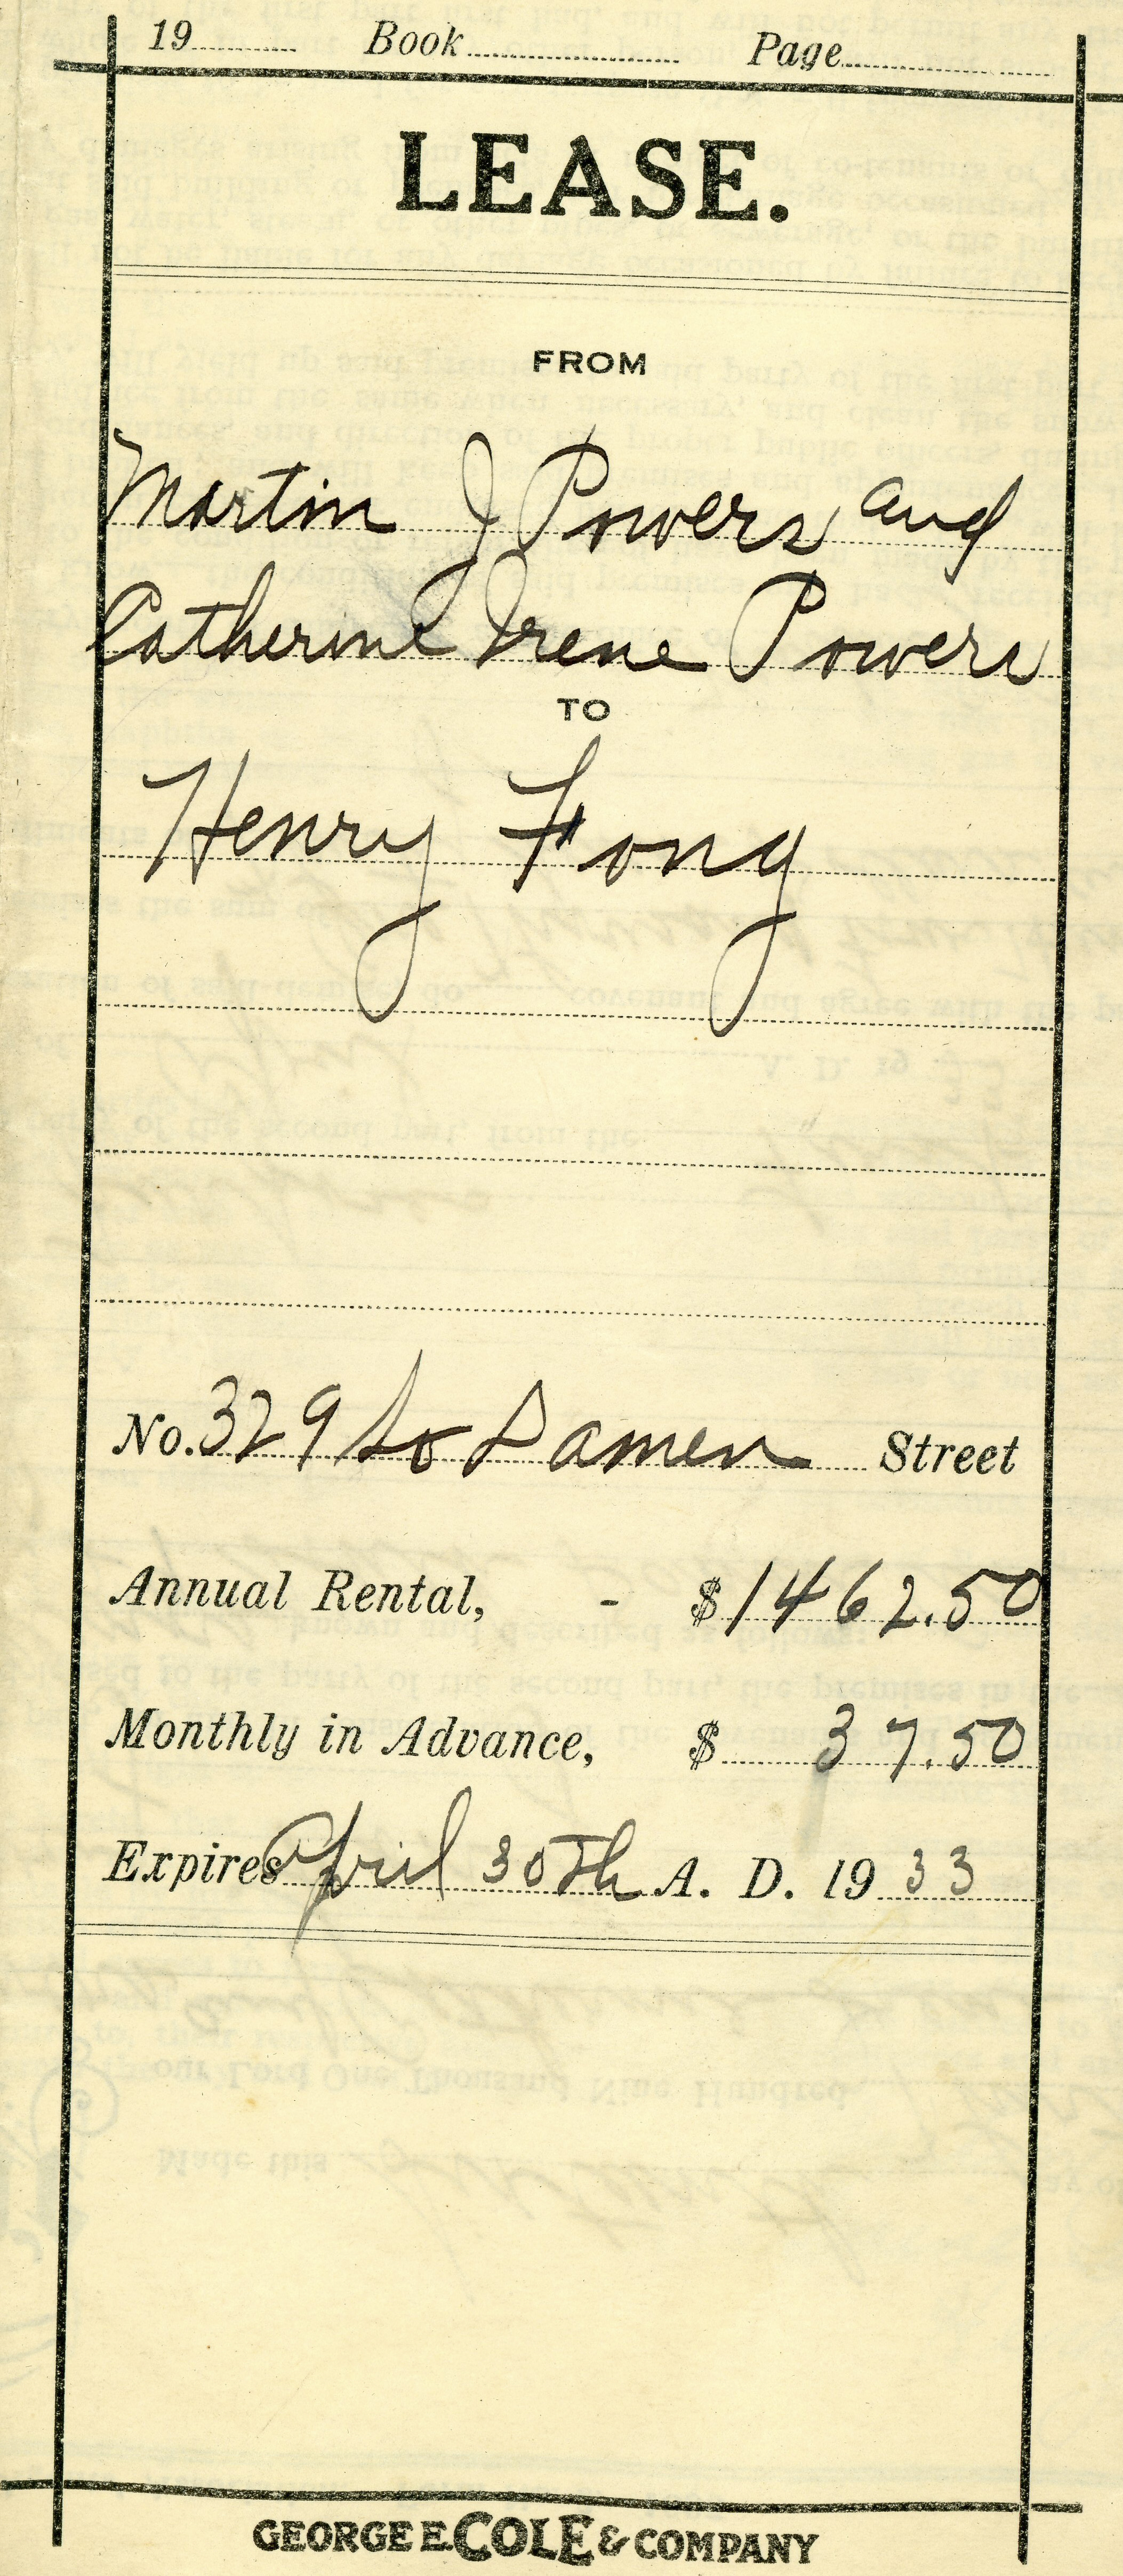 19 Book Page
LEASE.
FROM
Martin J Powers and
Catherine Irene Powers
TO
Henry Fong
No. 329 So Damen Street
Annual Rental, - $1462.50
Monthly in Advance, $ 37.50
Expires April 30th A. D. 1933
GEORGE E. COLE & COMPANY